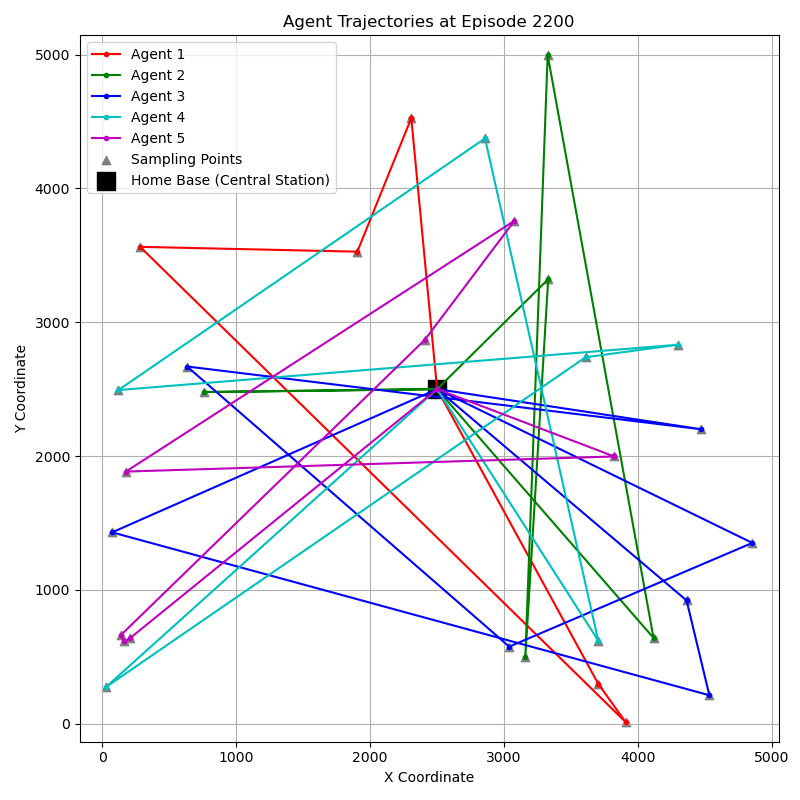 Agent Trajectories at Episode 2200
Agent 1
Agent 2
Agent 3
Agent 4
Agent 5
Sampling Points
Home Base (Central Station)
5000
4000
3000
2000
1000
0
Y Coordinate
0 1000 2000 3000 4000 5000
X Coordinate